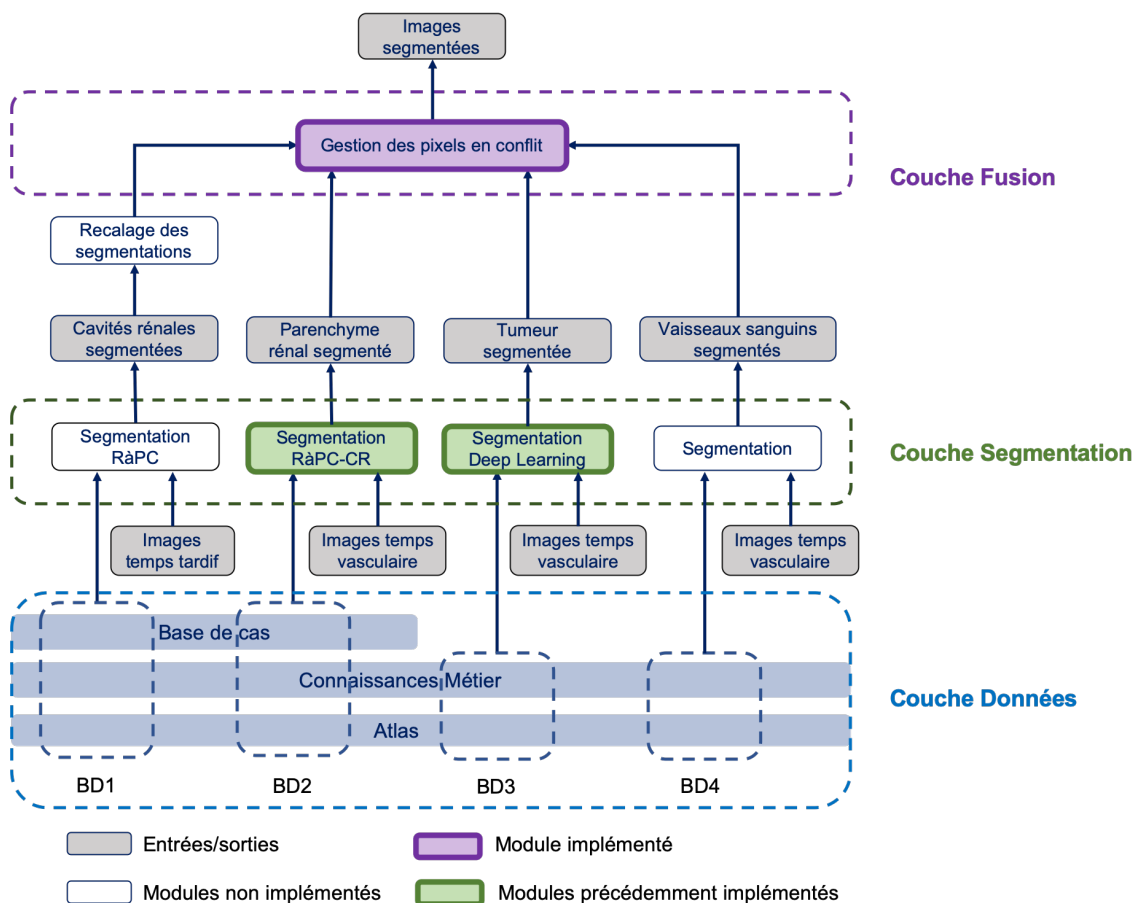 Images
segmentées
Gestion des pixels en conflit
Couche Fusion
Recalage des
segmentations
Cavités rénales
segmentées
Parenchyme
rénal segmenté
Tumeur
segmentée
Vaisseaux sanguins
segmentés
Segmentation
RàPC
Segmentation
RàPC-CR
Segmentation
Deep Learning
Segmentation
Couche Segmentation
Images
temps tardif
Images temps
vasculaire
Images temps
vasculaire
Images temps
vasculaire
Base de cas
Connaissances Métier
Atlas
Couche Données
BD1
BD2
BD3
BD4
Entrées/sorties
Module implémenté
Modules non implémentés
Modules précédemment implémentés